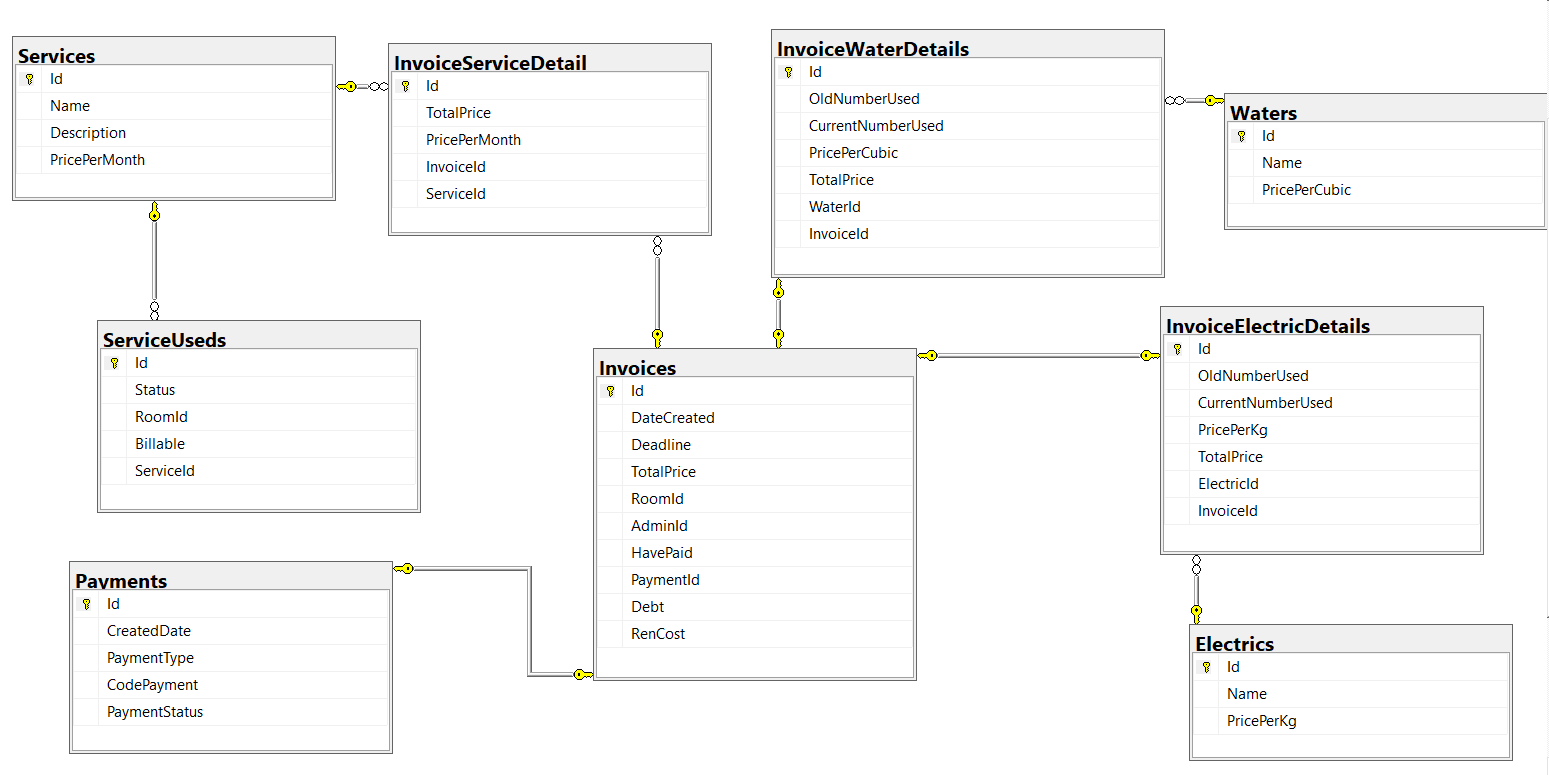 Services
Id
Name
Description
PricePerMonth
InvoiceServiceDetail
Id
TotalPrice
PricePerMonth
InvoiceId
ServiceId
InvoiceWaterDetails
Id
OldNumberUsed
CurrentNumberUsed
PricePerCubic
TotalPrice
WaterId
InvoiceId
Waters
Id
Name
PricePerCubic
ServiceUseds
Id
Status
RoomId
Billable
ServiceId
Invoices
Id
DateCreated
Deadline
TotalPrice
RoomId
AdminId
HavePaid
PaymentId
Debt
RenCost
InvoiceElectricDetails
Id
OldNumberUsed
CurrentNumberUsed
PricePerKg
TotalPrice
ElectricId
InvoiceId
Payments
Id
CreatedDate
PaymentType
CodePayment
PaymentStatus
Electrics
Id
Name
PricePerKg